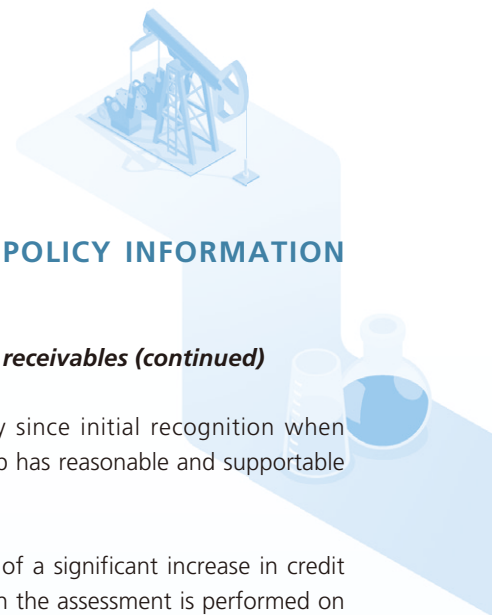 POLICY INFORMATION
receivables (continued)
since initial recognition when
has reasonable and supportable
of a significant increase in credit
the assessment is performed on